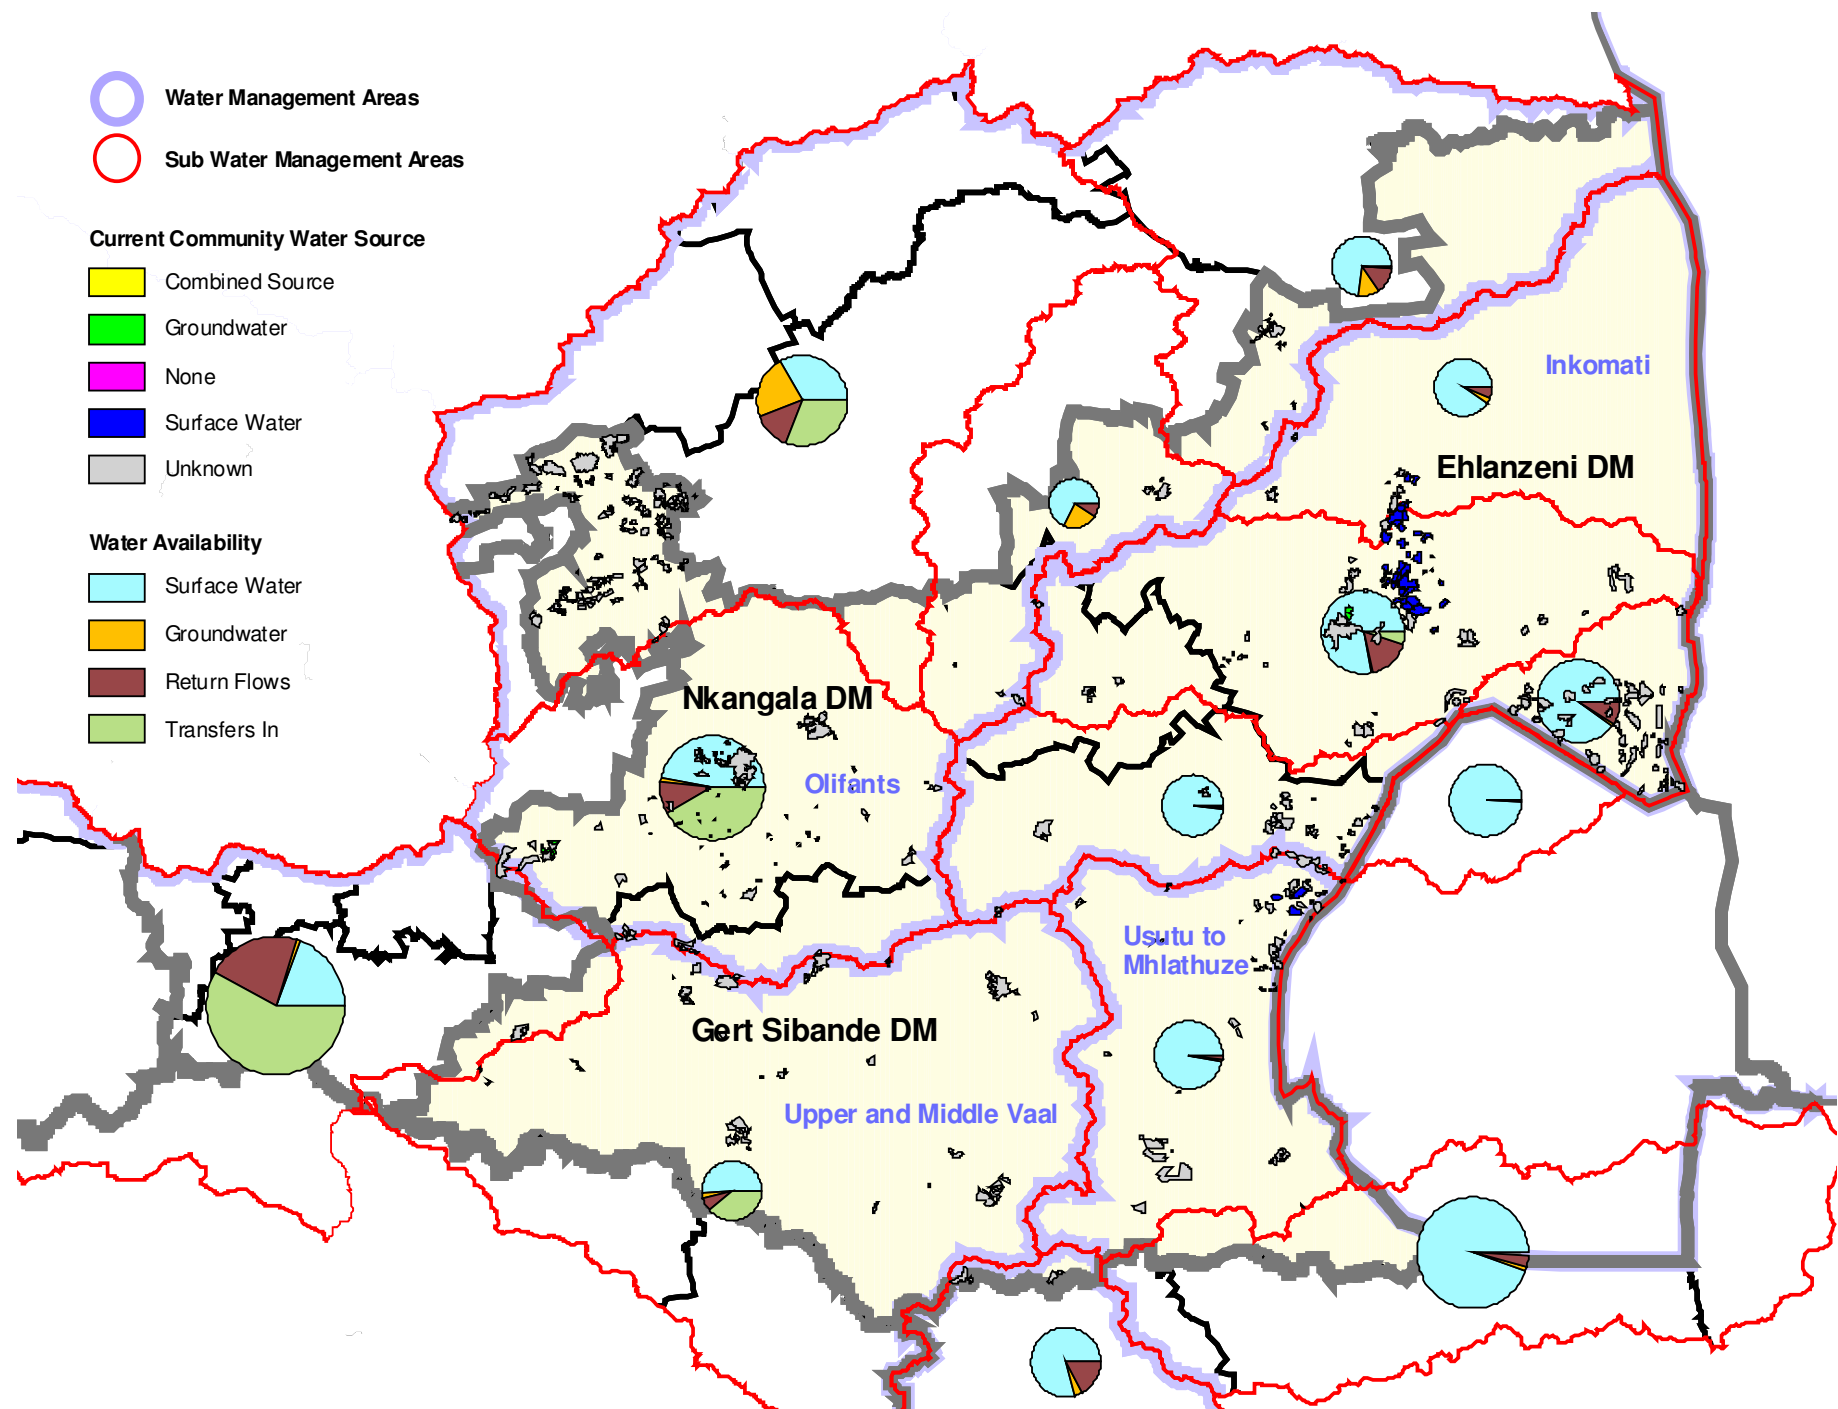 Water Management Areas
Sub Water Management Areas
Current Community Water Source
Combined Source
Groundwater
None
Surface Water
Unknown
Water Availability
Surface Water
Groundwater
Return Flows
Transfers In
Inkomati
Ehlanzeni DM
Nkangala DM
Olifants
Usutu to
Mhlathuze
Gert Sibande DM
Upper and Middle Vaal